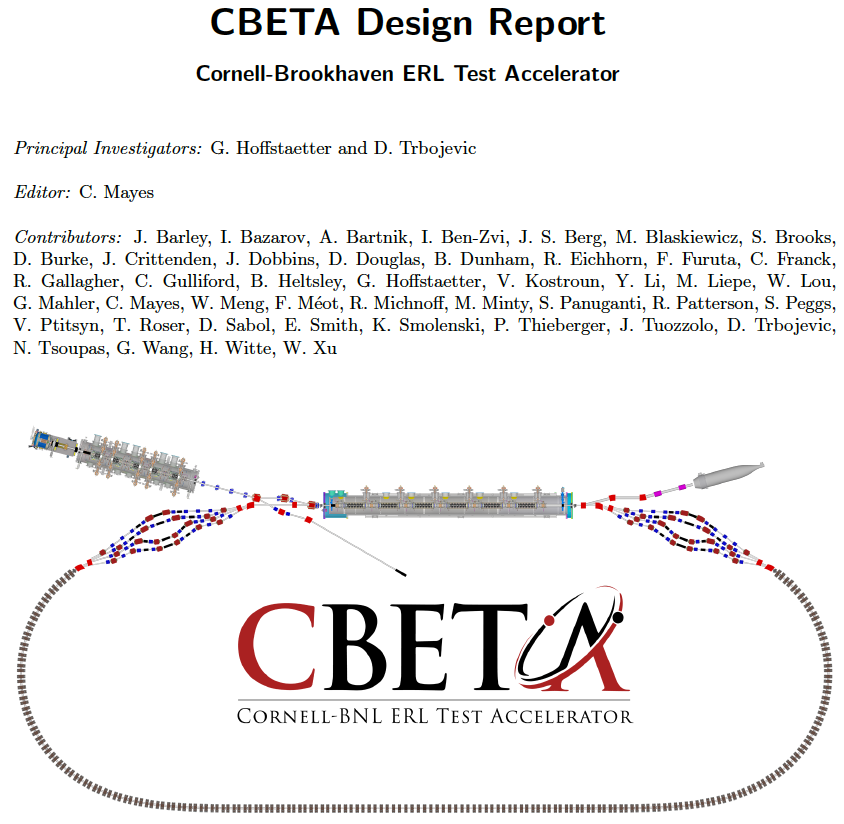 CBETA Design Report
Cornell-Brookhaven ERL Test Accelerator
Principal Investigators: G. Hoffstaetter and D. Trbojevic
Editor: C. Mayes
Contributors: J. Barley, I. Bazarov, A. Bartnik, I. Ben-Zvi, J. S. Berg, M. Blaskiewicz, S. Brooks,
D. Burke, J. Crittenden, J. Dobbins, D. Douglas, B. Dunham, R. Eichhorn, F. Furuta, C. Franck,
R. Gallagher, C. Gulliford, B. Heltsley, G. Hoffstaetter, V. Kostroun, Y. Li, M. Liepe, W. Lou,
G. Mahler, C. Mayes, W. Meng, F. Méot, R. Michnoff, M. Minty, S. Panuganti, R. Patterson, S. Peggs,
V. Ptitsyn, T. Roser, D. Sabol, E. Smith, K. Smolenski, P. Thieberger, J. Tuozzolo, D. Trbojevic,
N. Tsoupas, G. Wang, H. Witte, W. Xu
CBETA
CORNELL-BNL ERL TEST ACCELERATOR